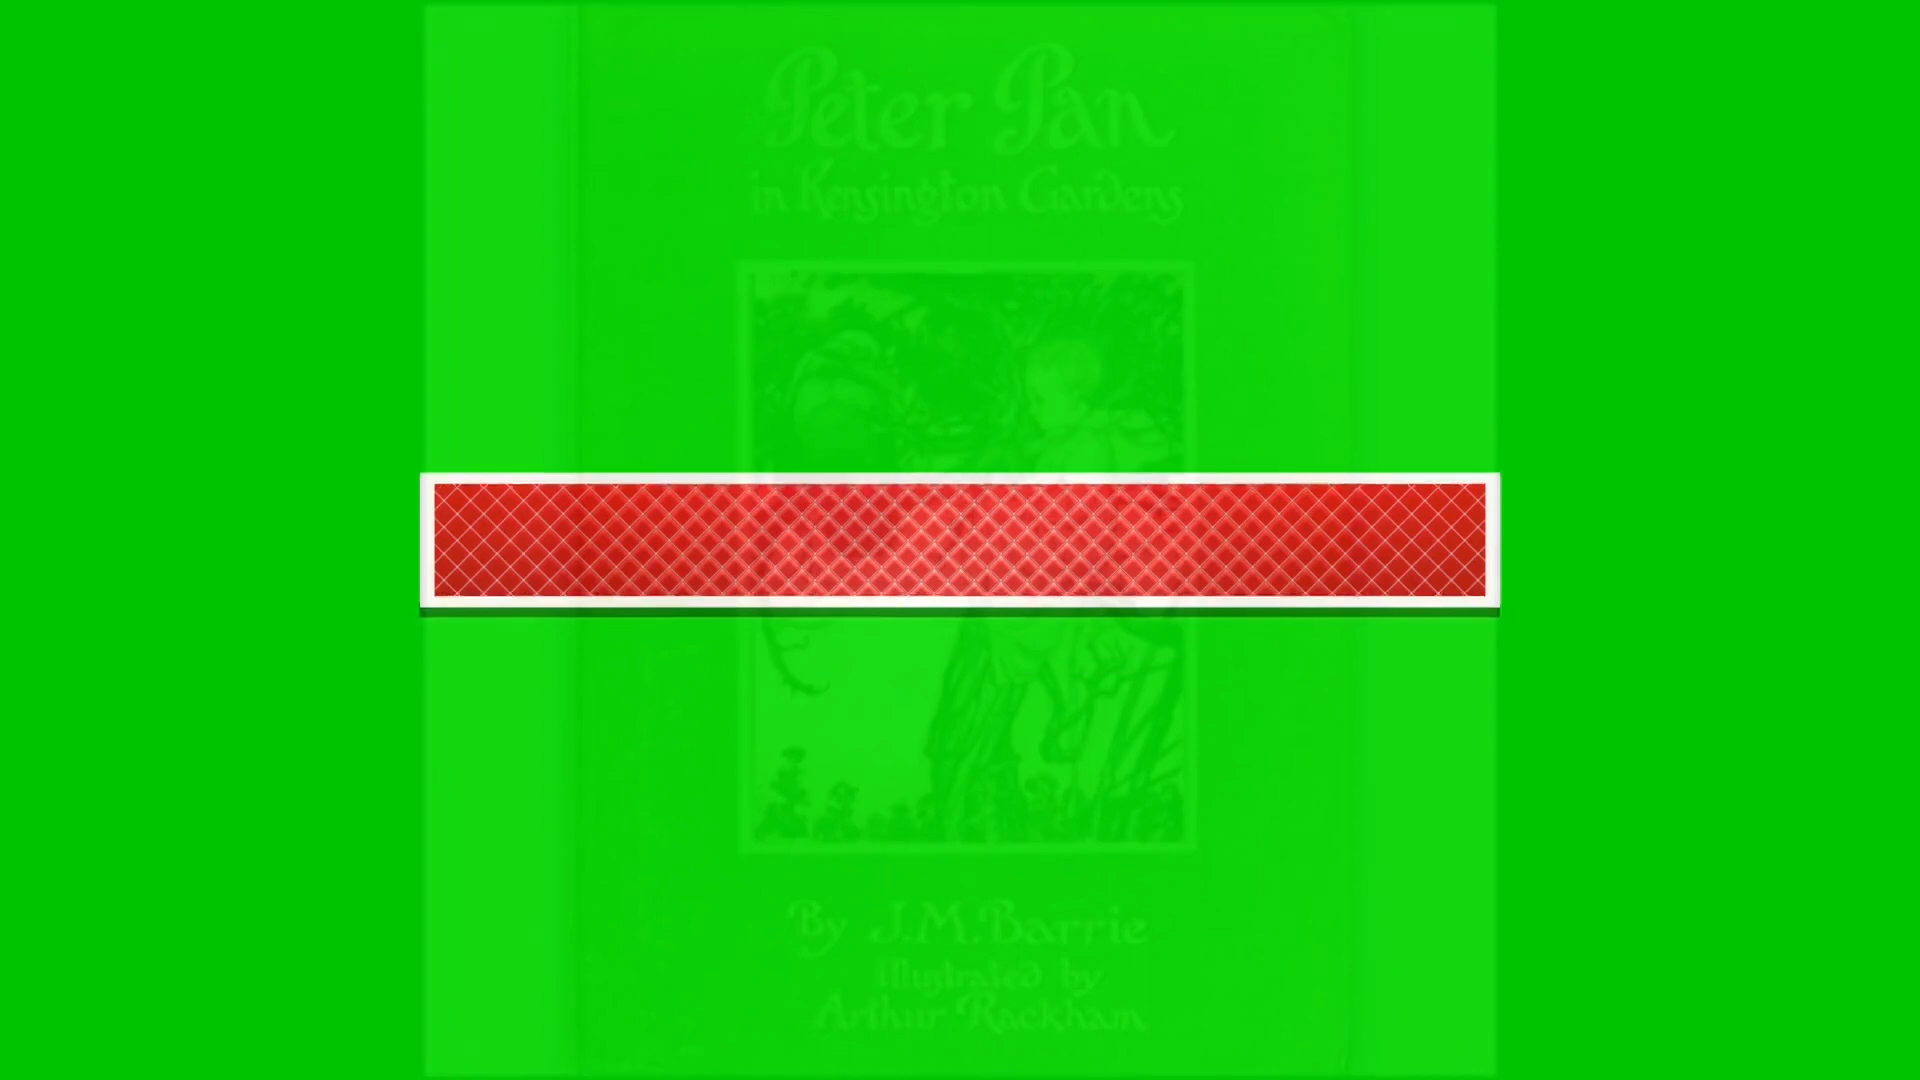 Peter Pan
in Kensington Gardens
By J.M. Barrie
illustrated by
Arthur Rackham